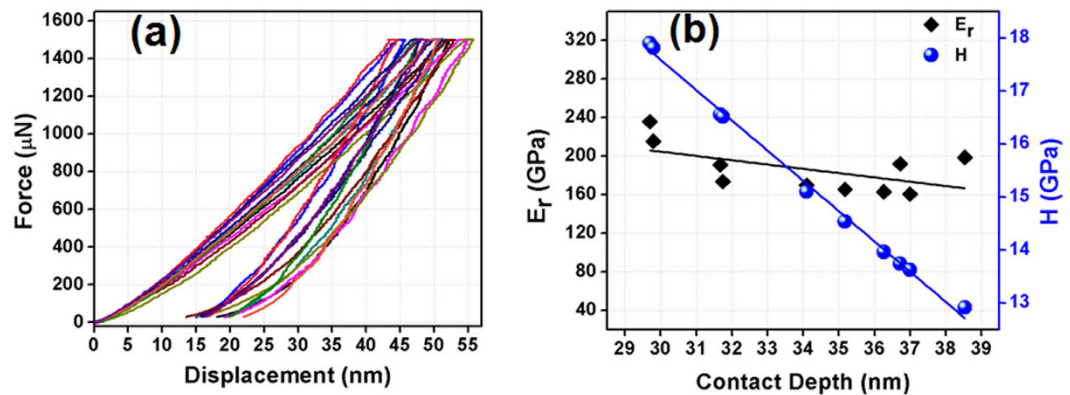 (a)
1600
1400
1200
1000
800
600
400
200
0
Force (μN)
0 5 10 15 20 25 30 35 40 45 50 55
Displacement (nm)
(b)
Er
H
320
280
240
200
160
120
80
40
Er (GPa)
18
17
16
15
14
13
H (GPa)
29 30 31 32 33 34 35 36 37 38 39
Contact Depth (nm)